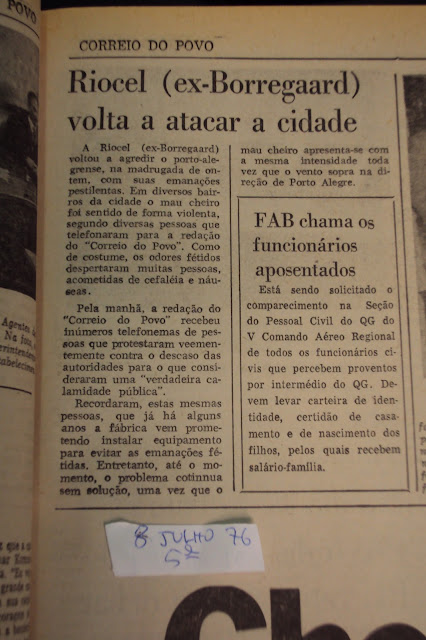 CORREIO DO POVO
Riocel (ex-Borregaard)
volta a atacar a cidade
A Riocel (ex-Borregaard)
voltou a agredir o porto-ale-
grense, na madrugada de on-
tem, com suas emanações
pestilentas. Em diversos bair-
ros da cidade o mau cheiro
foi sentido de forma violenta,
segundo diversas pessoas que
telefonaram para a redação
do "Correio do Povo". Como
de costume, os odores fétidos
despertaram muitas pessoas,
acometidas de cefaléia e náu-
seas.
Pela manhã, a redação do
"Correio do Povo" recebeu
inúmeros telefonemas de pes-
soas que protestaram veemen-
temente contra o descaso das
autoridades para o que consi-
deraram uma "verdadeira ca-
lamidade pública".
Recordaram, estas mesmas
pessoas, que já há alguns
anos a fábrica vem prome-
tendo instalar equipamento
para evitar as emanações fé-
tidas. Entretanto, até o mo-
mento, o problema cotinnua
sem solução, uma vez que o
mau cheiro apresenta-se com
a mesma intensidade toda
vez que o vento sopra na di-
reção de Porto Alegre.
FAB chama os
funcionários
aposentados
Está sendo solicitado o
comparecimento na Seção
do Pessoal Civil do QG do
V Comando Aéreo Regional
de todos os funcionários ci-
vis que percebem proventos
por intermédio do QG. De-
vem levar carteira de iden-
tidade, certidão de casa-
mento e de nascimento dos
filhos, pelos quais recebem
salário-família.
8 JULHO 76
5ª